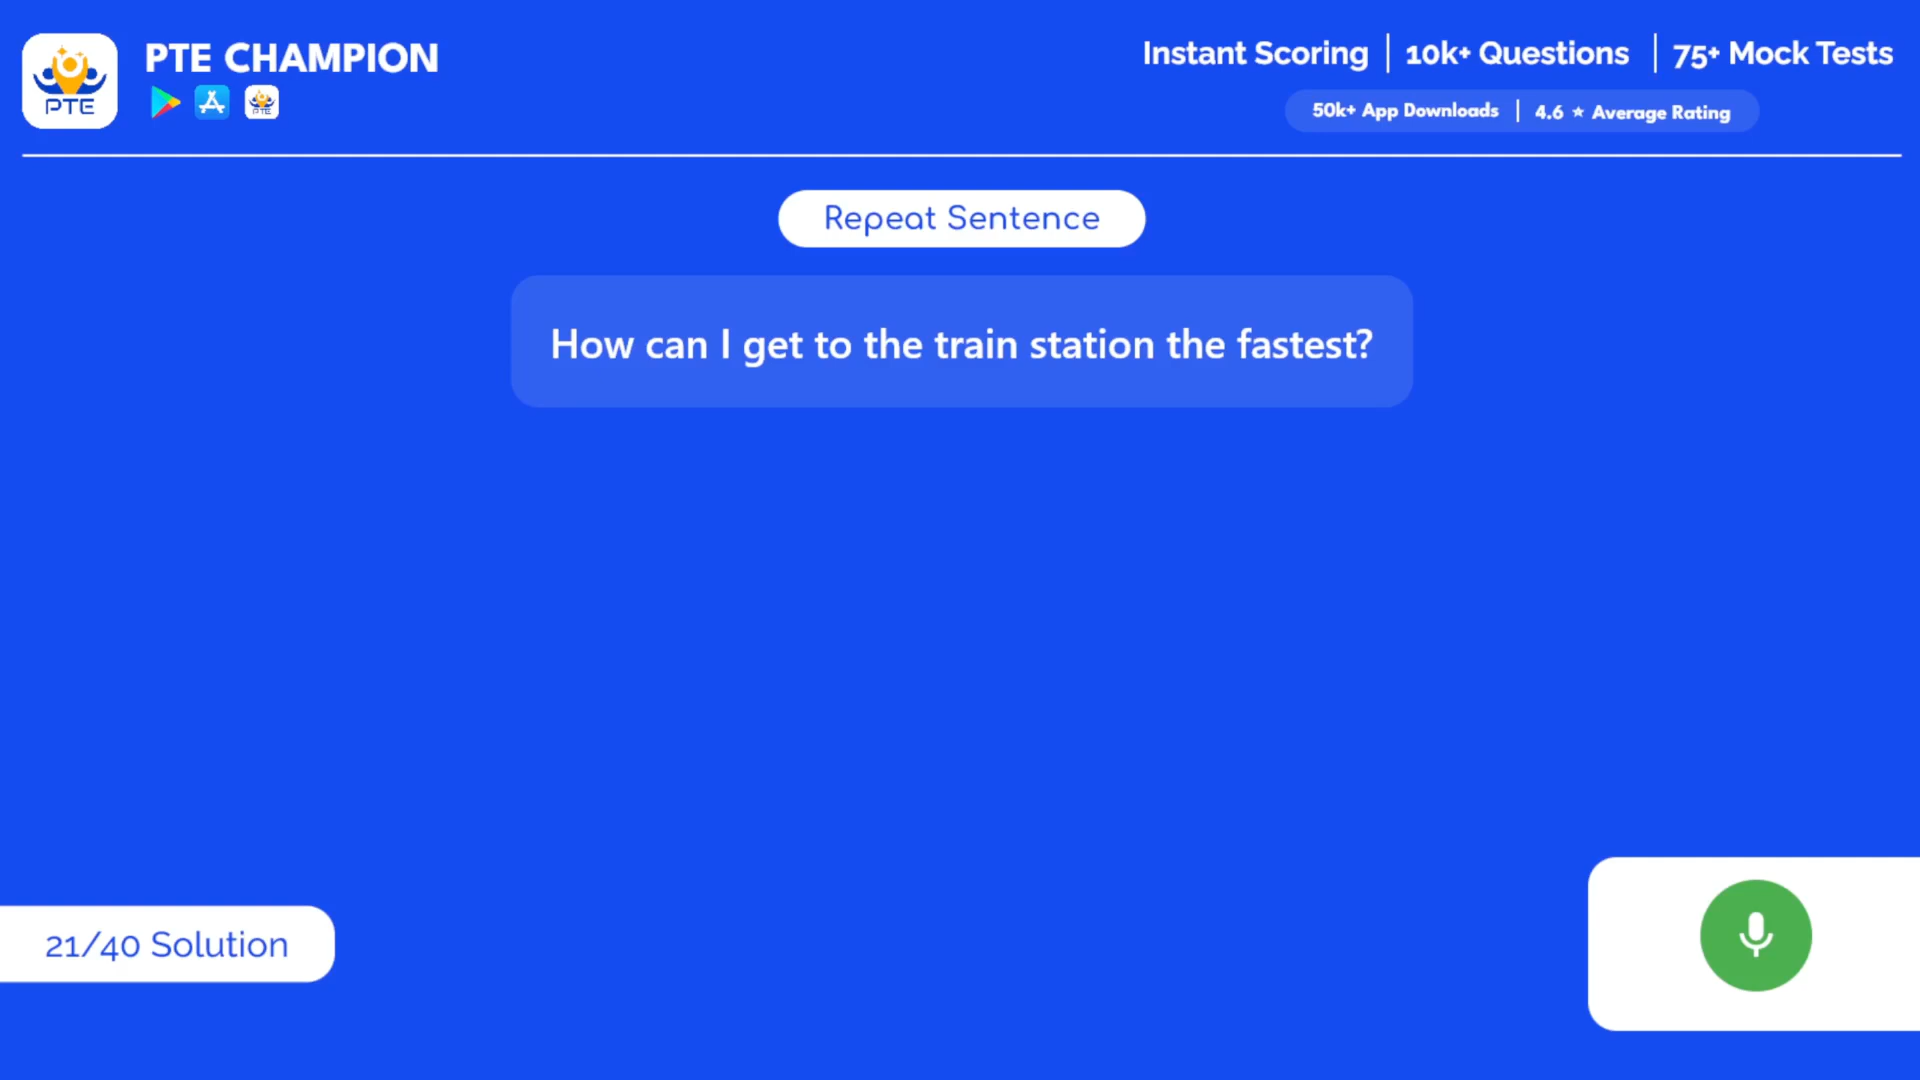 PTE CHAMPION
PTE
PTE
Instant Scoring | 10k+ Questions | 75+ Mock Tests
50k+ App Downloads | 4.6 ★ Average Rating
Repeat Sentence
How can I get to the train station the fastest?
21/40 Solution